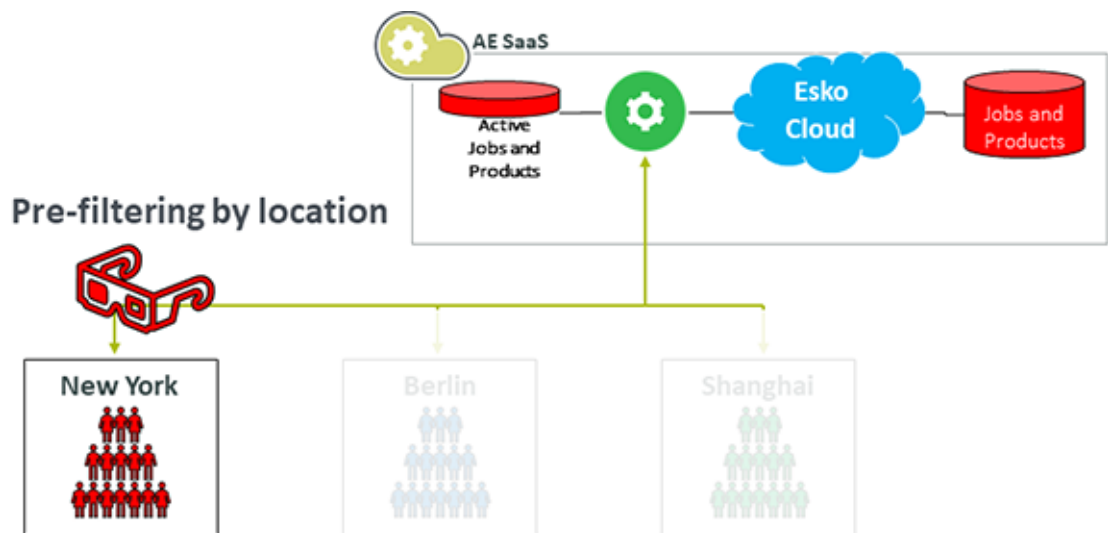 AE SaaS
Active
Jobs and
Products
Esko
Cloud
Jobs and
Products
Pre-filtering by location
New York
Berlin
Shanghai